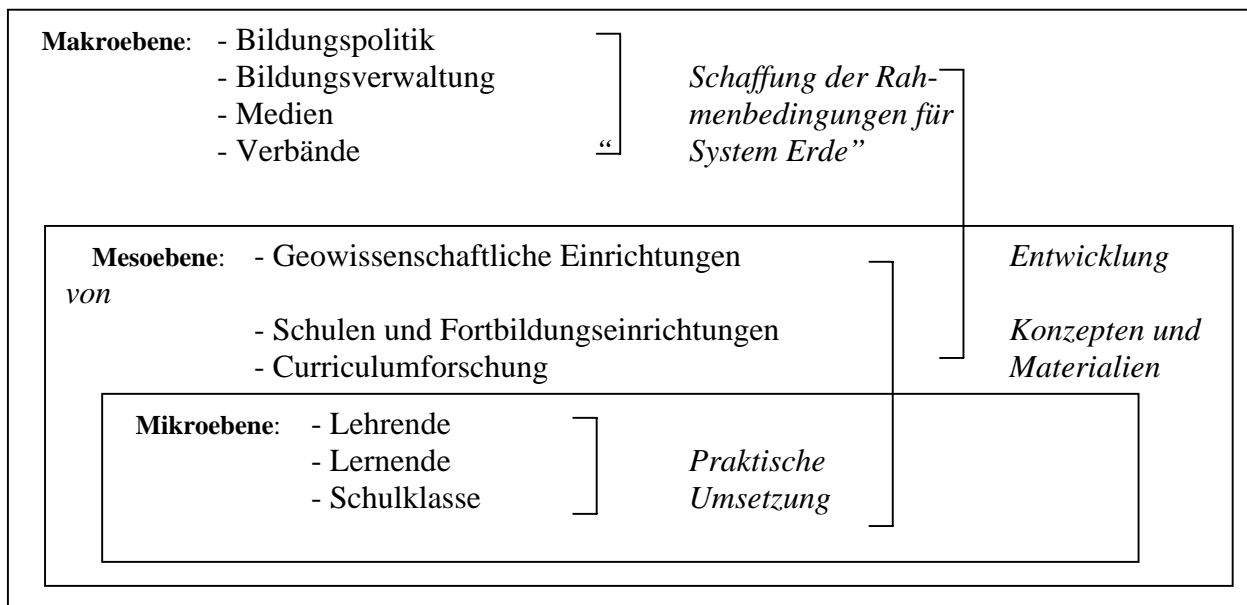 Makroebene: - Bildungspolitik
- Bildungsverwaltung Schaffung der Rah-
- Medien menbedingungen für
- Verbände “ System Erde”
Mesoebene: - Geowissenschaftliche Einrichtungen Entwicklung
von
- Schulen und Fortbildungseinrichtungen Konzepten und
- Curriculumforschung Materialien
Mikroebene: - Lehrende
- Lernende Praktische
- Schulklasse Umsetzung